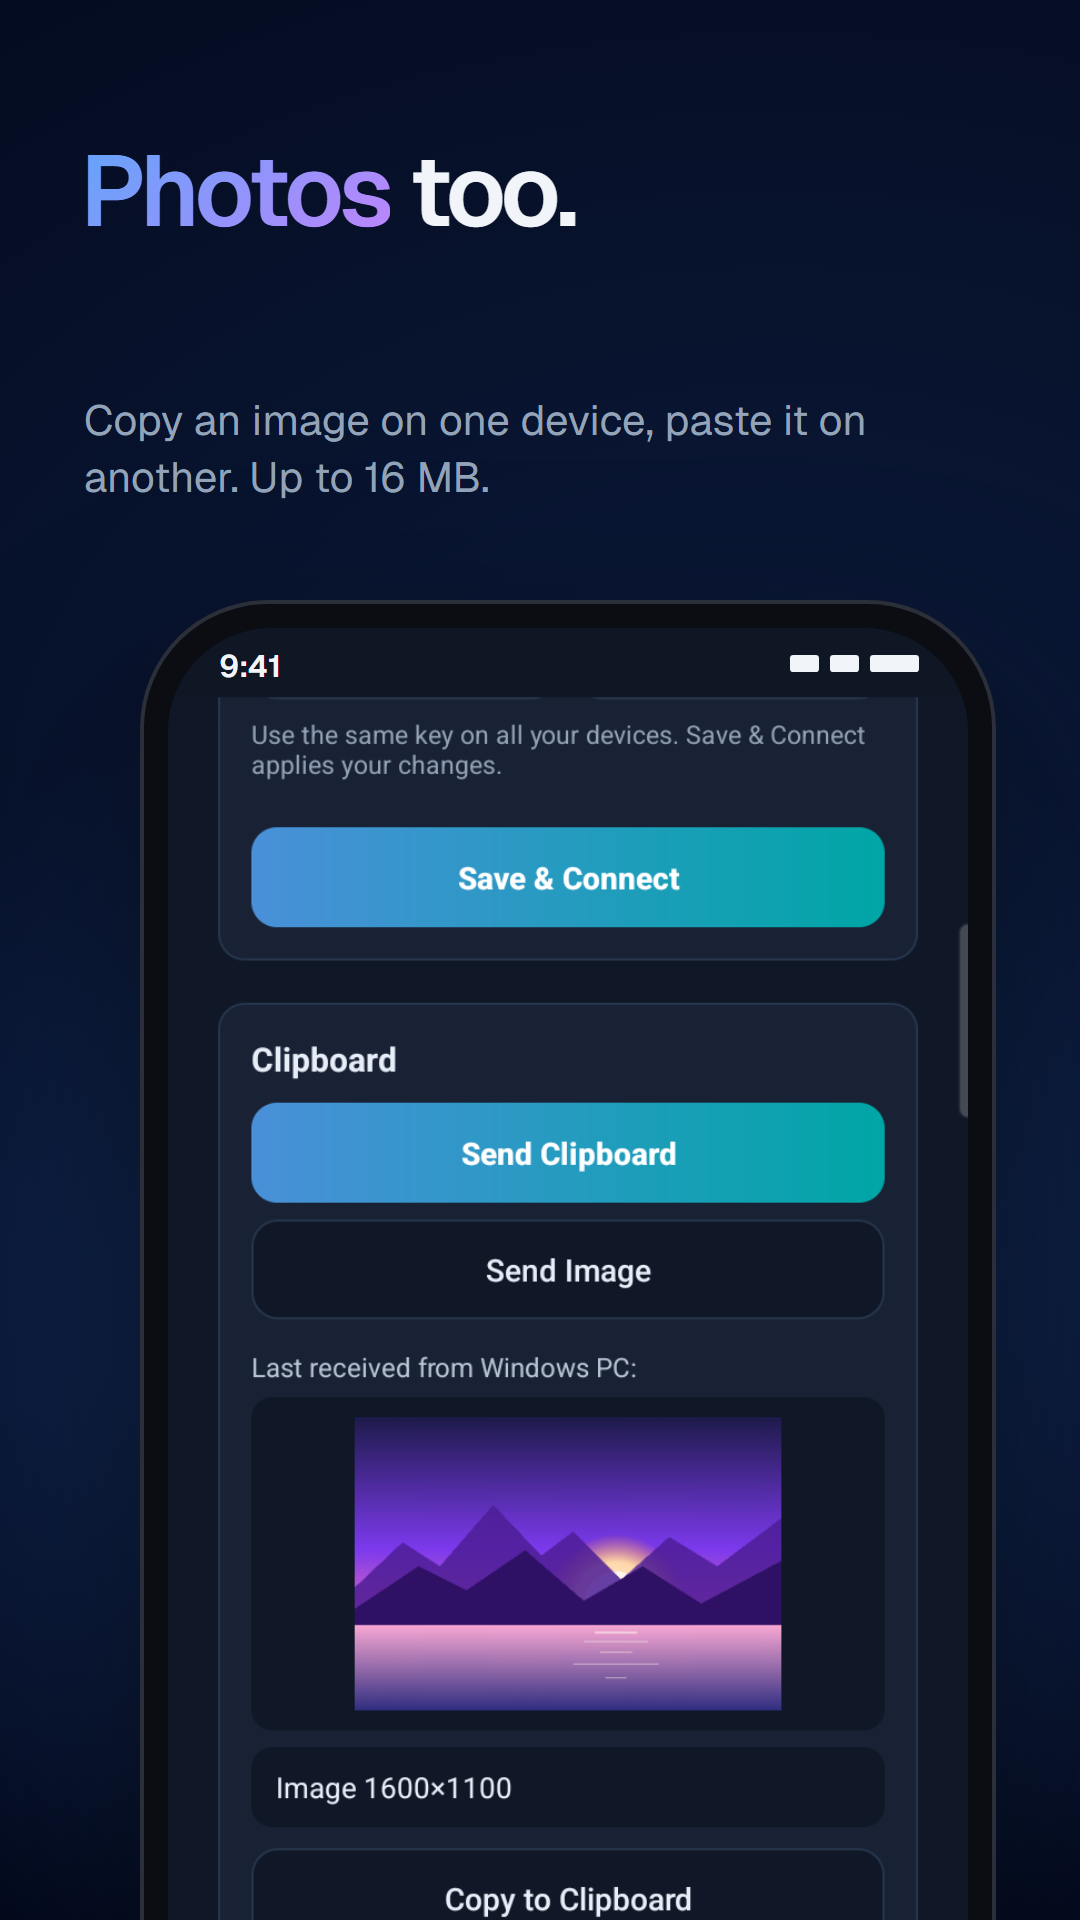 Photos too.
Copy an image on one device, paste it on
another. Up to 16 MB.
9:41
Use the same key on all your devices. Save & Connect
applies your changes.
Save & Connect
Clipboard
Send Clipboard
Send Image
Last received from Windows PC:
Image 1600×1100
Copy to Clipboard